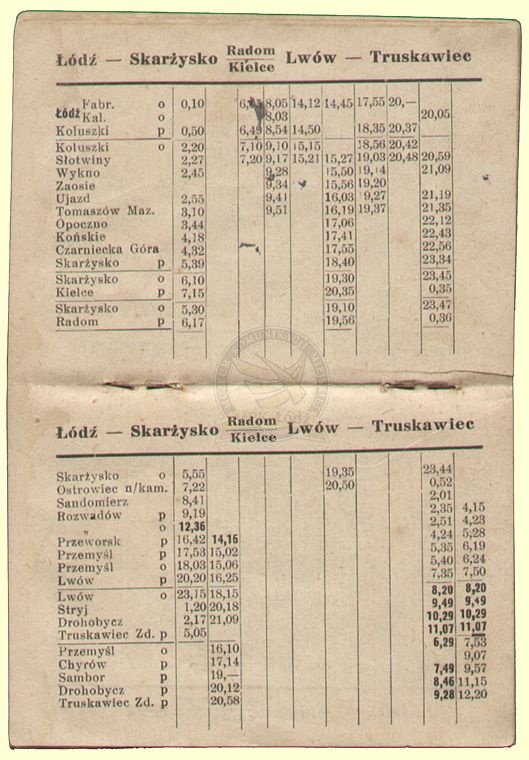 Łódź — Skarżysko Radom Lwów — Truskawiec
Kielce
Łódź Fabr. o 0,10 8,05 14,12 14,45 17,55 20,—
Kal. o 8,03 20,05
Koluszki p 0,50 6,49 8,54 14,50 18,35 20,37
Koluszki o 2,20 7,10 9,10 15,15 18,56 20,42
Słotwiny 2,27 7,20 9,17 15,21 15,27 19,03 20,48 20,59
Wykno 2,45 9,28 15,50 19,14 21,09
Zaosie 9,34 15,56 19,20
Ujazd 2,55 9,41 16,03 9,27 21,19
Tomaszów Maz. 3,10 9,51 16,19 19,37 21,35
Opoczno 3,44 17,06 22,12
Końskie 4,18 17,41 22,43
Czarniecka Góra 4,32 17,55 22,56
Skarżysko p 5,39 18,40 23,34
Skarżysko o 6,10 19,30 23,45
Kielce p 7,15 20,35 0,35
Skarżysko o 5,30 19,10 23,47
Radom p 6,17 19,56 0,36
Łódź — Skarżysko Radom Lwów — Truskawiec
Kielce
Skarżysko o 5,55 19,35 23,44
Ostrowiec n/kam. 7,22 20,50 0,52
Sandomierz 8,41 2,01
Rozwadów p 9,19 2,35 4,15
„ o 12,36 2,51 4,23
Przeworsk p 16,42 14,16 4,24 5,28
Przemyśl p 17,53 15,02 5,35 6,19
Przemyśl o 18,03 15,06 5,40 6,24
Lwów p 20,20 16,25 7,35 7,50
Lwów o 23,15 18,15 8,20 8,20
Stryj 1,20 20,18 9,49 9,49
Drohobycz 2,17 21,09 10,29 10,29
Truskawiec Zd. p 5,05 11,07 11,07
Przemyśl o 16,10 6,29 7,53
Chyrów p 17,14 9,07
Sambor p 19,— 7,49 9,57
Drohobycz p 20,12 8,46 11,15
Truskawiec Zd. p 20,58 9,28 12,20